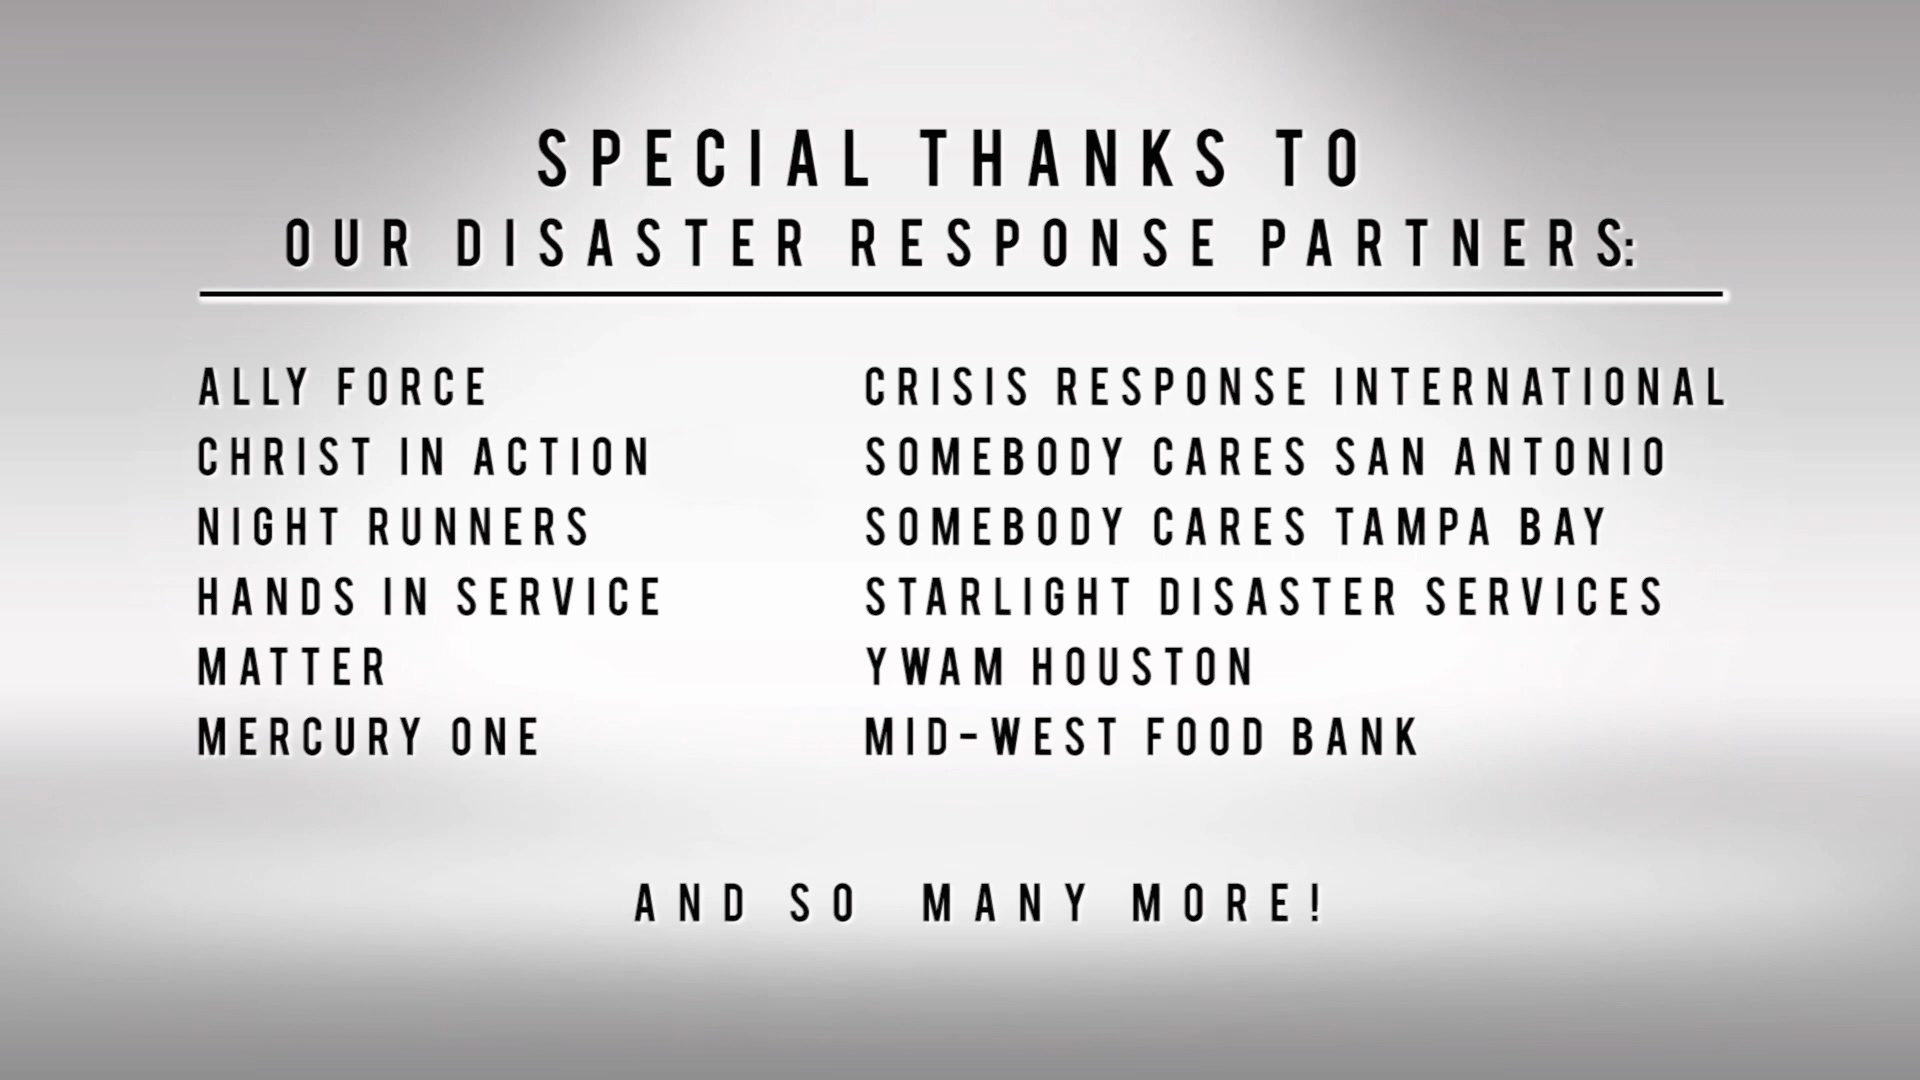 SPECIAL THANKS TO
OUR DISASTER RESPONSE PARTNERS:
ALLY FORCE
CHRIST IN ACTION
NIGHT RUNNERS
HANDS IN SERVICE
MATTER
MERCURY ONE
CRISIS RESPONSE INTERNATIONAL
SOMEBODY CARES SAN ANTONIO
SOMEBODY CARES TAMPA BAY
STARLIGHT DISASTER SERVICES
YWAM HOUSTON
MID-WEST FOOD BANK
AND SO MANY MORE!